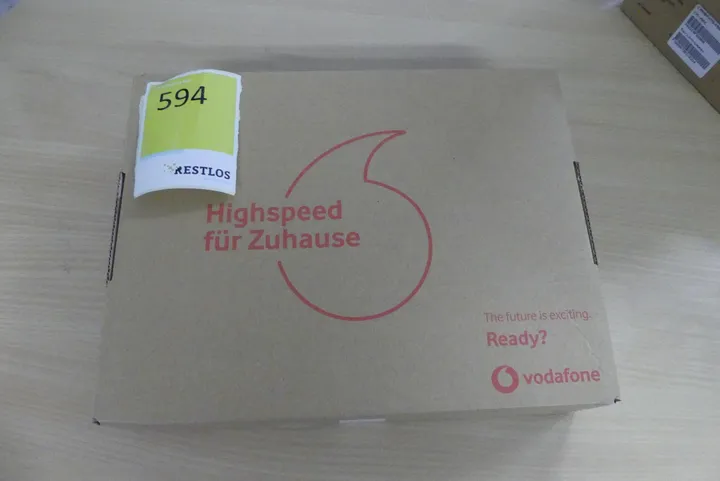 594
RESTLOS
Highspeed
für Zuhause
The future is exciting.
Ready?
vodafone